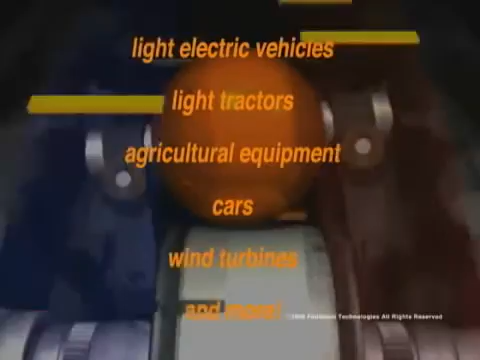 light electric vehicles
light tractors
agricultural equipment
cars
wind turbines
and more!
Technologies All Rights Reserved